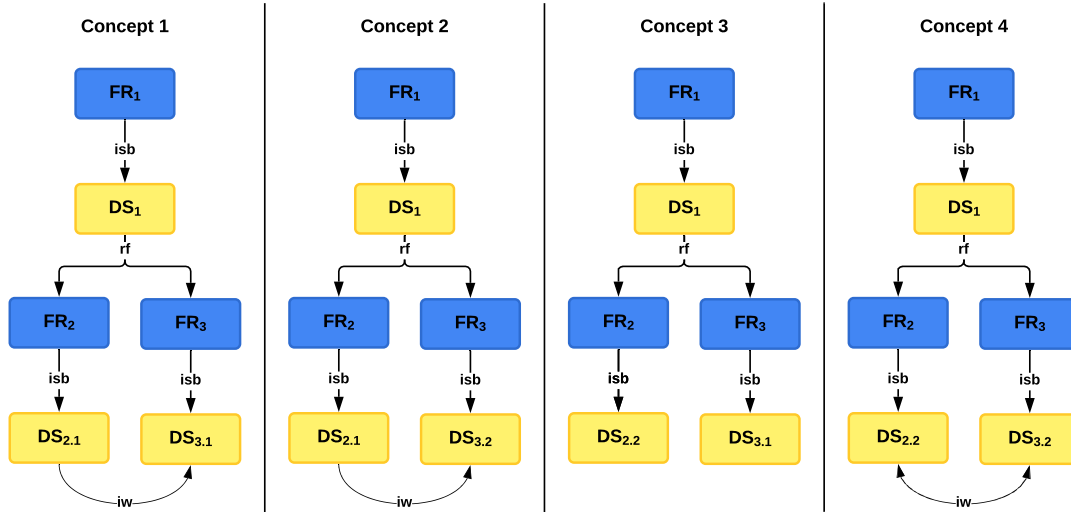 Concept 1
Concept 2
Concept 3
Concept 4
FR₁
FR₁
FR₁
FR₁
isb
isb
isb
isb
DS₁
DS₁
DS₁
DS₁
rf
rf
rf
rf
FR₂
FR₃
FR₂
FR₃
FR₂
FR₃
FR₂
FR₃
isb
isb
isb
isb
isb
isb
isb
isb
DS₂.₁
DS₃.₁
DS₂.₁
DS₃.₂
DS₂.₂
DS₃.₁
DS₂.₂
DS₃.₂
iw
iw
iw